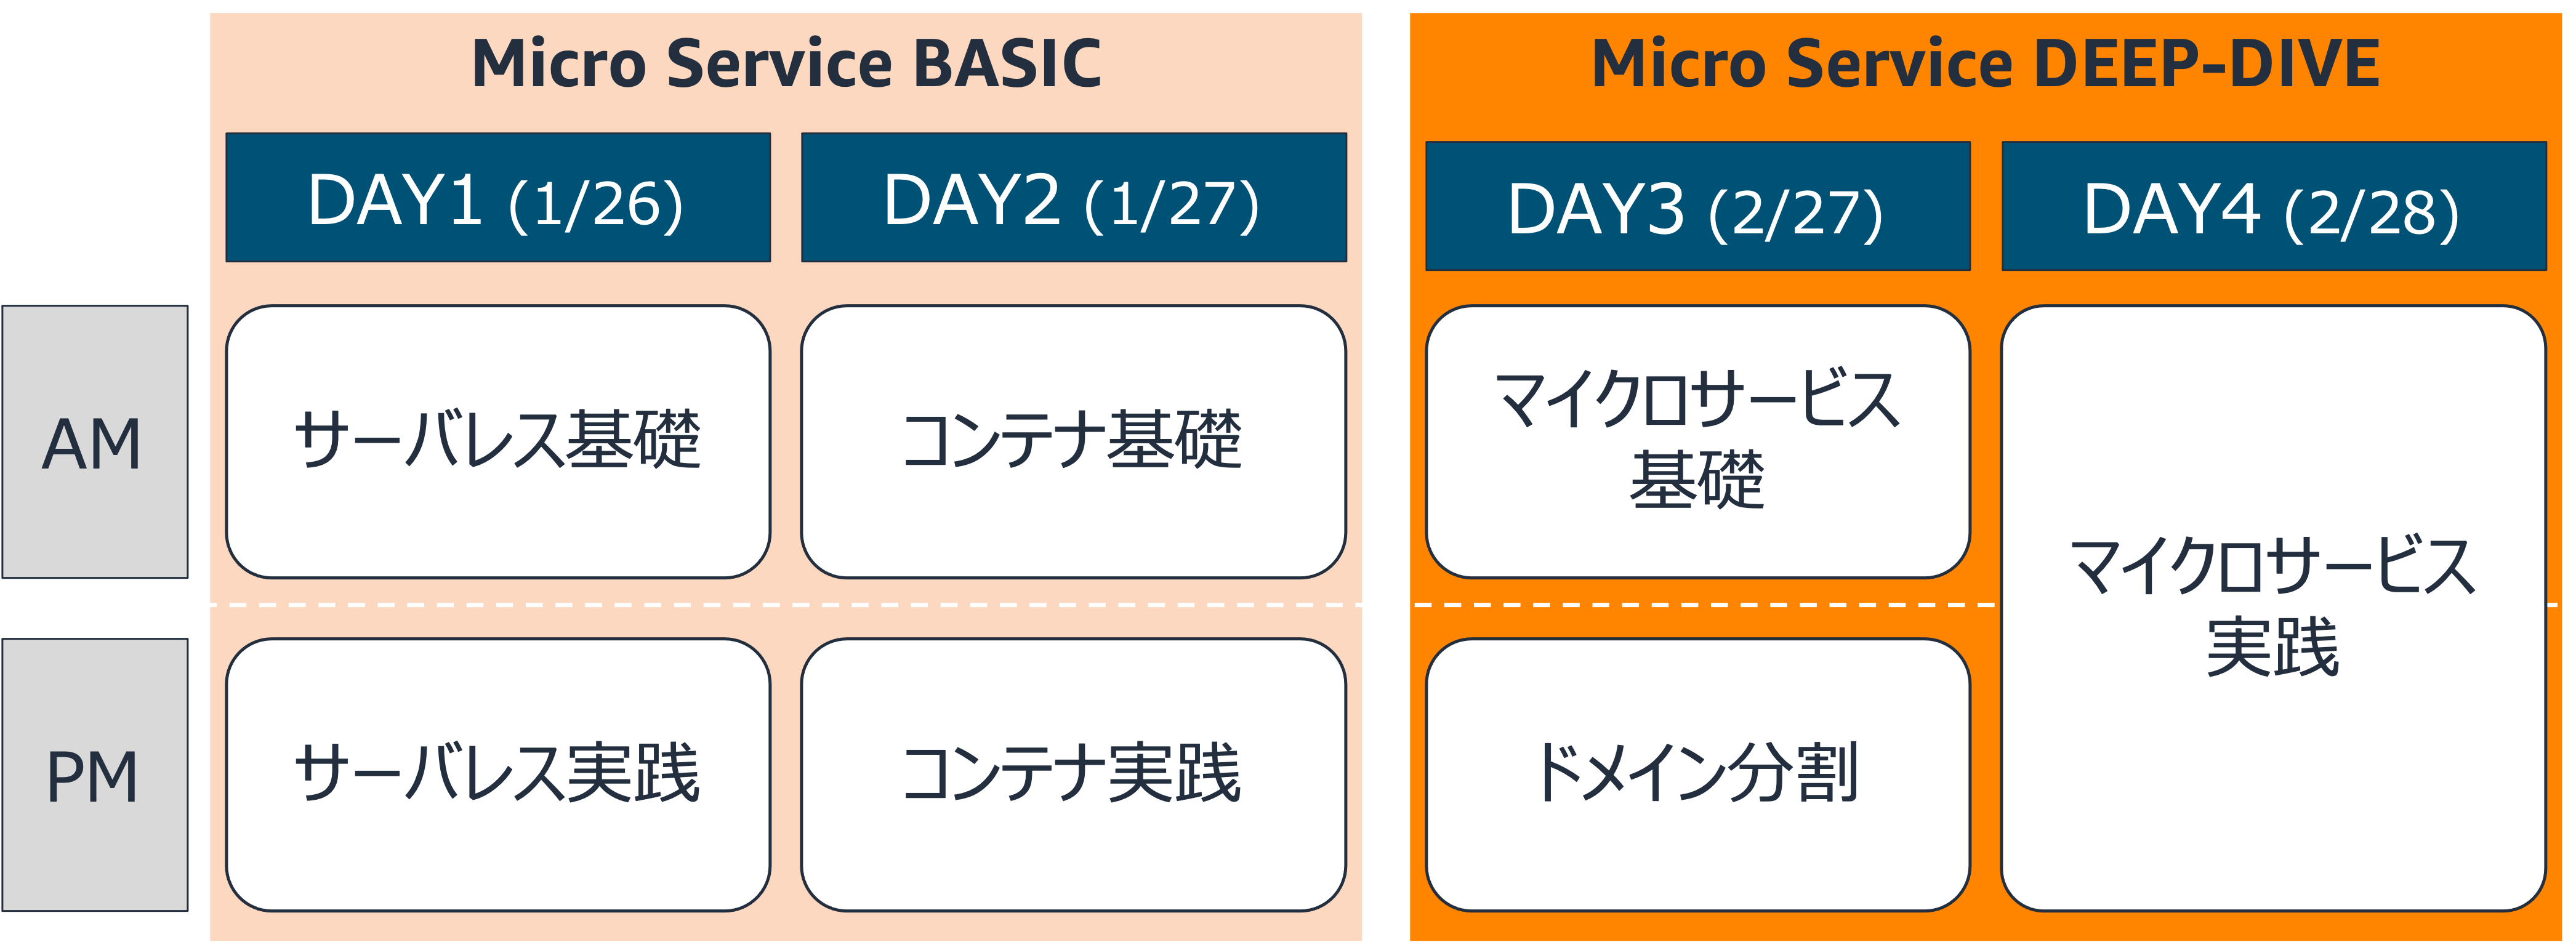 Micro Service BASIC
Micro Service DEEP-DIVE
DAY1 (1/26)
DAY2 (1/27)
DAY3 (2/27)
DAY4 (2/28)
AM
サーバレス基礎
コンテナ基礎
マイクロサービス
基礎
マイクロサービス
実践
PM
サーバレス実践
コンテナ実践
ドメイン分割